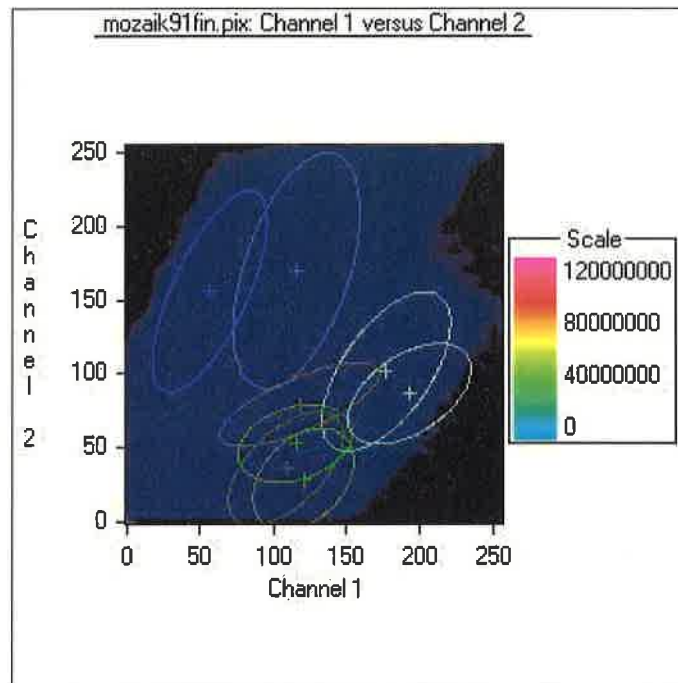 mozaik91fin.pix: Channel 1 versus Channel 2
250
200
150
100
50
0
Channel 2
0 50 100 150 200 250
Channel 1
Scale
120000000
80000000
40000000
0